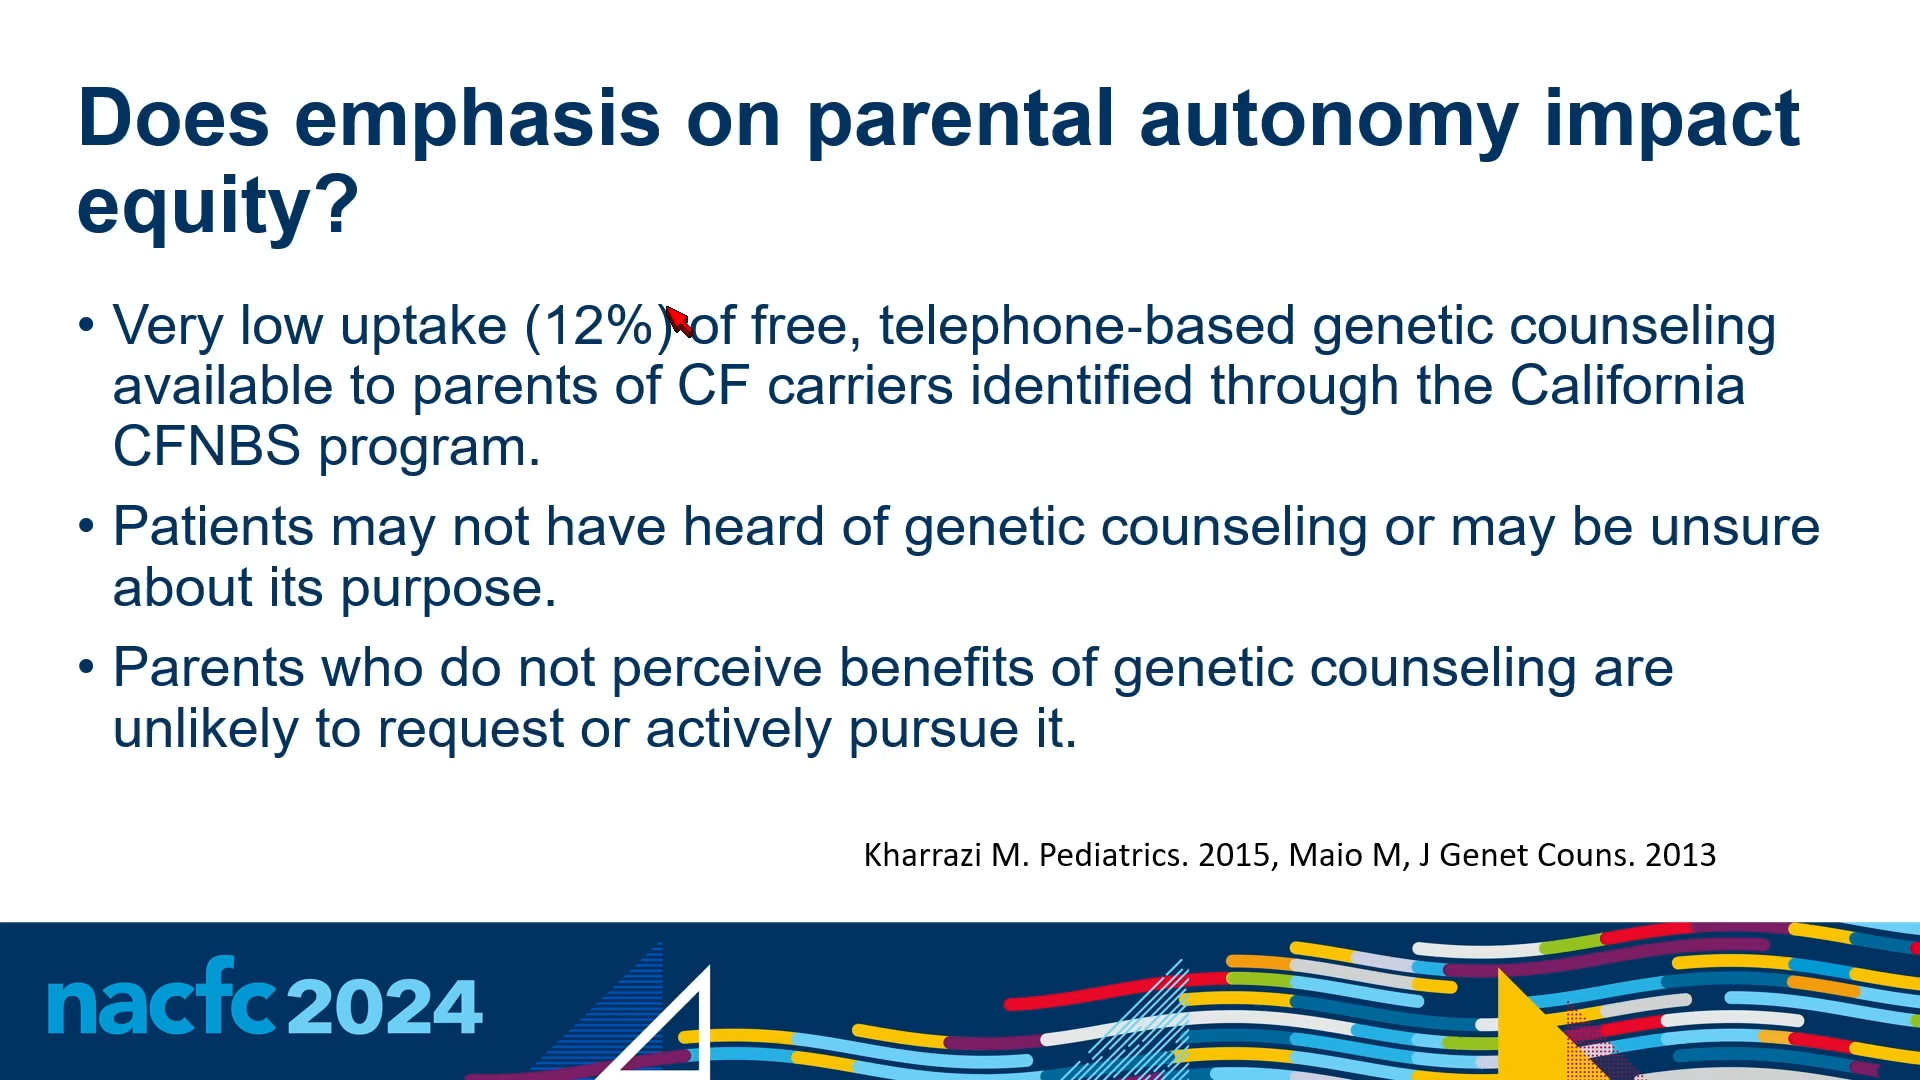 Does emphasis on parental autonomy impact
equity?
• Very low uptake (12%) of free, telephone-based genetic counseling
available to parents of CF carriers identified through the California
CFNBS program.
• Patients may not have heard of genetic counseling or may be unsure
about its purpose.
• Parents who do not perceive benefits of genetic counseling are
unlikely to request or actively pursue it.
Kharrazi M. Pediatrics. 2015, Maio M, J Genet Couns. 2013
nacfc 2024